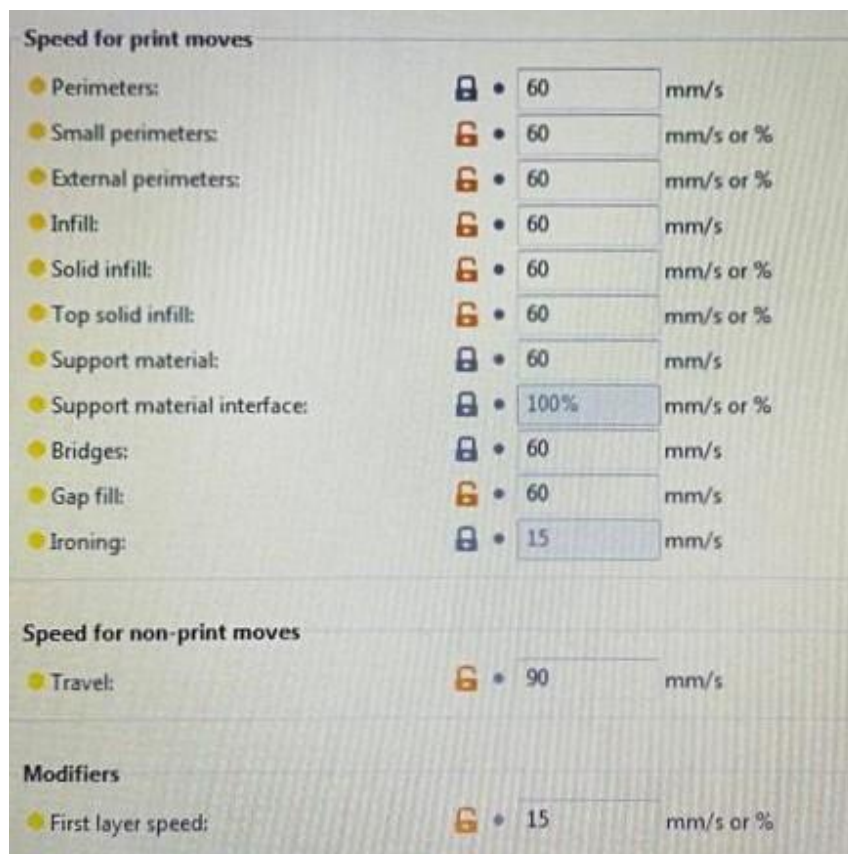 Speed for print moves
Perimeters: 60 mm/s
Small perimeters: 60 mm/s or %
External perimeters: 60 mm/s or %
Infill: 60 mm/s
Solid infill: 60 mm/s or %
Top solid infill: 60 mm/s or %
Support material: 60 mm/s
Support material interface: 100% mm/s or %
Bridges: 60 mm/s
Gap fill: 60 mm/s
Ironing: 15 mm/s
Speed for non-print moves
Travel: 90 mm/s
Modifiers
First layer speed: 15 mm/s or %